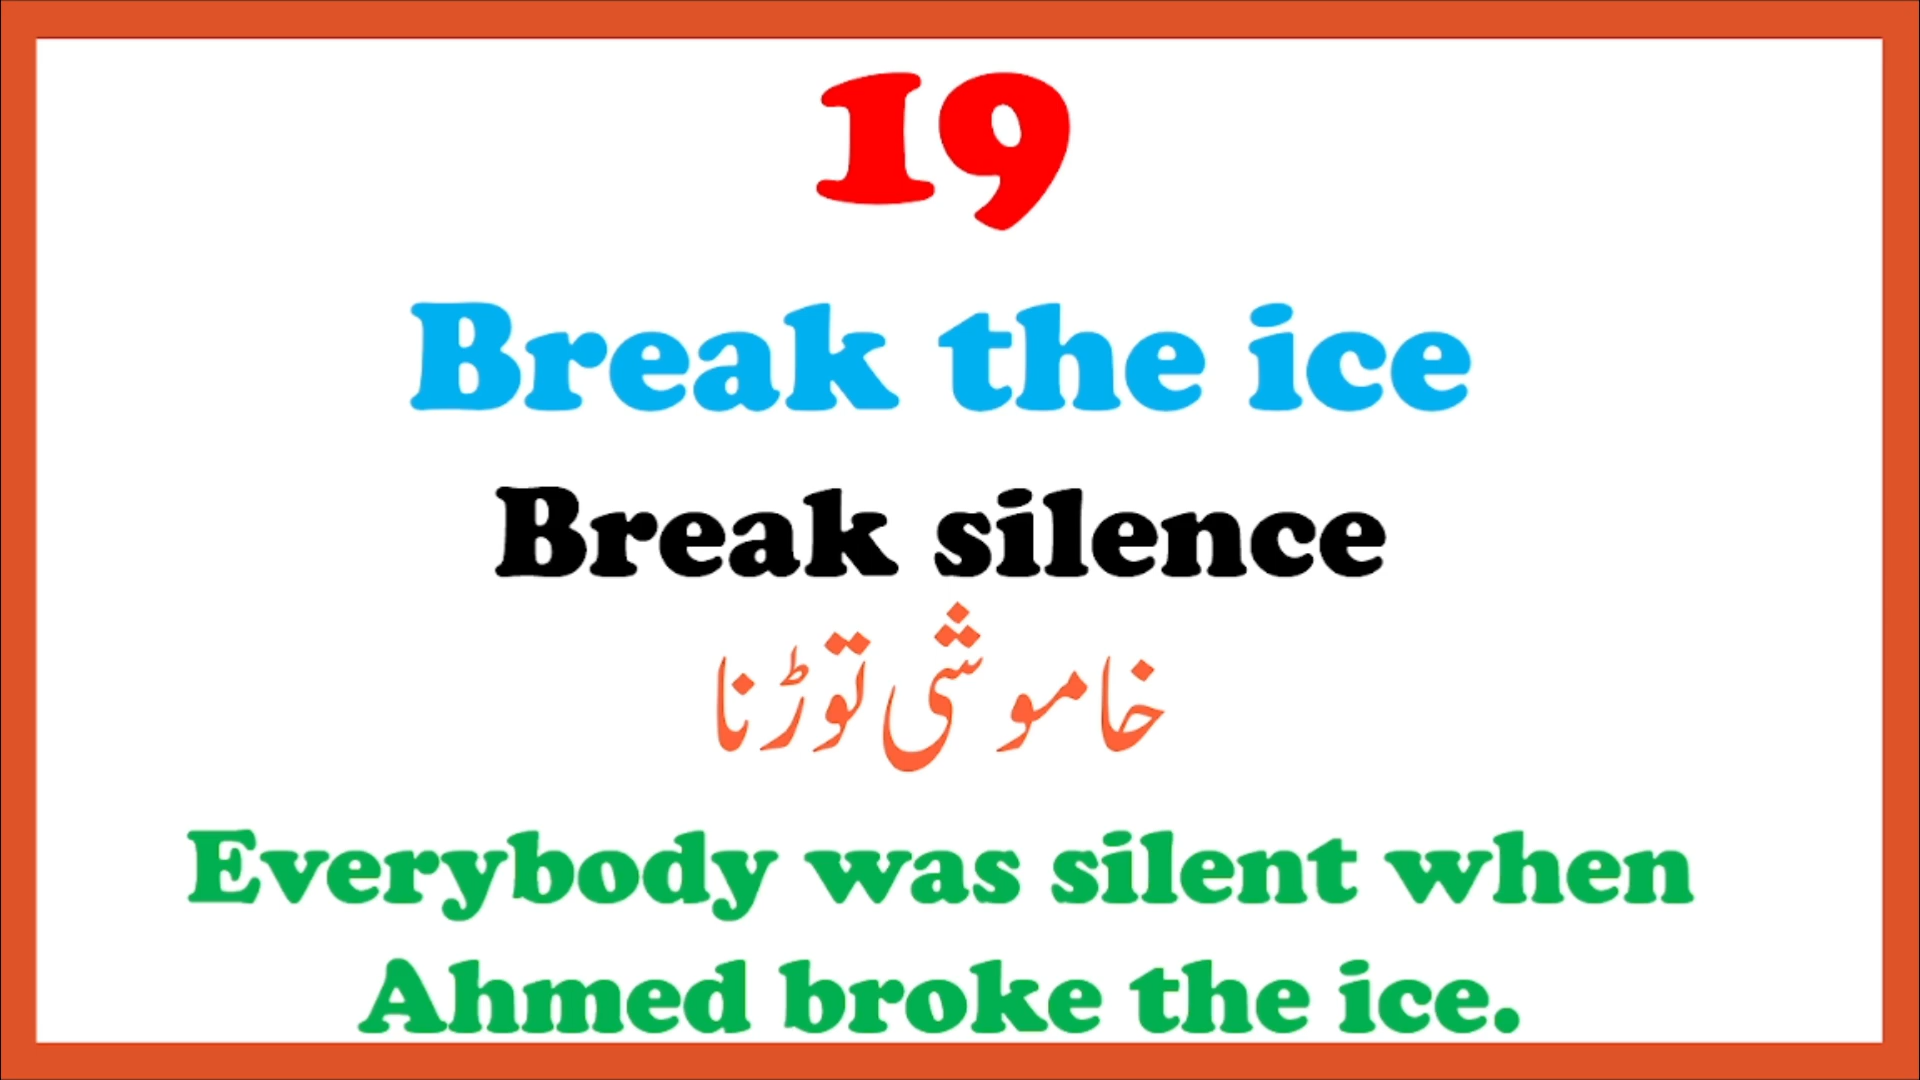 19
Break the ice
Break silence
خاموشی توڑنا
Everybody was silent when
Ahmed broke the ice.